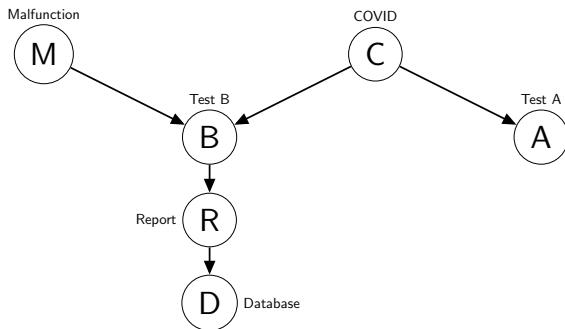 Malfunction
COVID
M
C
Test B
Test A
B
A
Report
R
D
Database